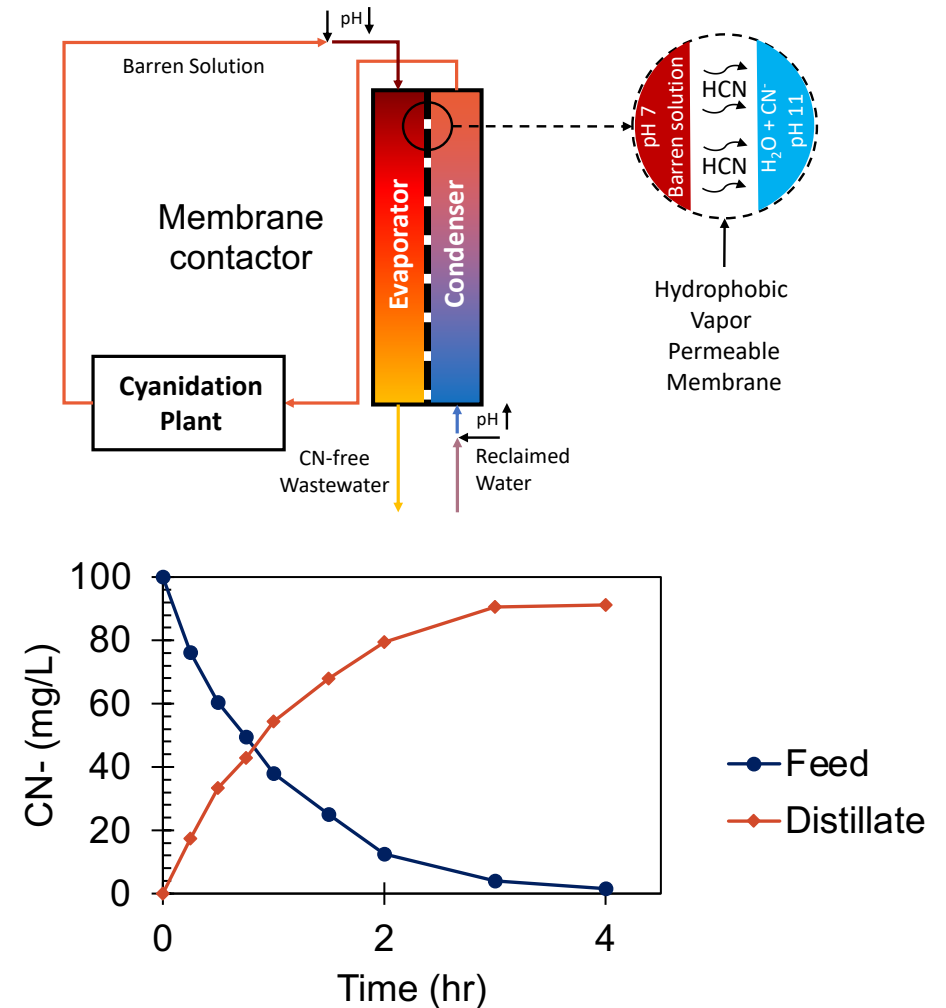 pH
Barren Solution
Membrane
contactor
Evaporator
Condenser
Cyanidation
Plant
CN-free
Wastewater
pH
Reclaimed
Water
pH 7
Barren solution
HCN
HCN
H₂O + CN⁻
pH 11
Hydrophobic
Vapor
Permeable
Membrane
CN- (mg/L)
100
80
60
40
20
0
0
2
4
Time (hr)
Feed
Distillate